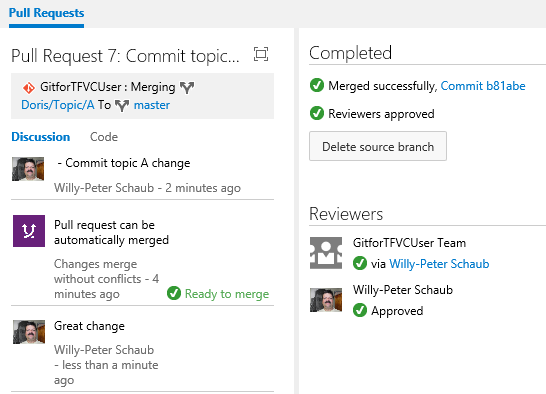 Pull Requests
Pull Request 7: Commit topic...
GitforTFVCUser : Merging
Doris/Topic/A To master
Discussion Code
- Commit topic A change
Willy-Peter Schaub - 2 minutes ago
Pull request can be
automatically merged
Changes merge
without conflicts - 4
minutes ago
Ready to merge
Great change
Willy-Peter Schaub
- less than a minute
ago
Completed
Merged successfully, Commit b81abe
Reviewers approved
Delete source branch
Reviewers
GitforTFVCUser Team
via Willy-Peter Schaub
Willy-Peter Schaub
Approved